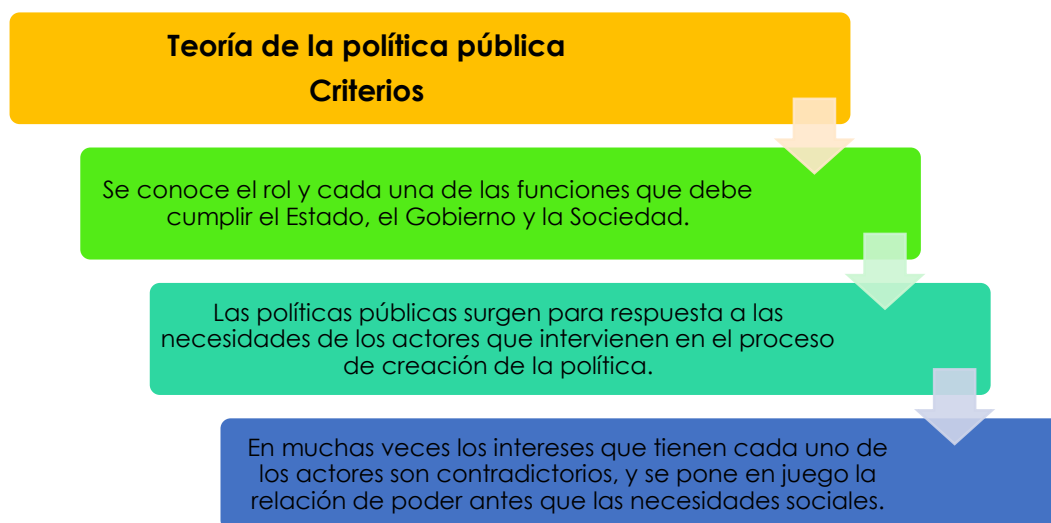 Teoría de la política pública
Criterios
Se conoce el rol y cada una de las funciones que debe
cumplir el Estado, el Gobierno y la Sociedad.
Las políticas públicas surgen para respuesta a las
necesidades de los actores que intervienen en el proceso
de creación de la política.
En muchas veces los intereses que tienen cada uno de
los actores son contradictorios, y se pone en juego la
relación de poder antes que las necesidades sociales.